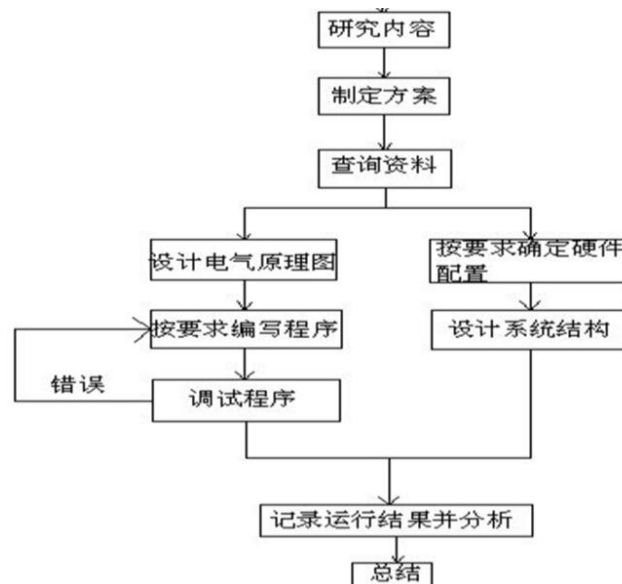 研究内容
制定方案
查询资料
设计电气原理图
按要求确定硬件
配置
按要求编写程序
设计系统结构
错误
调试程序
记录运行结果并分析
总结